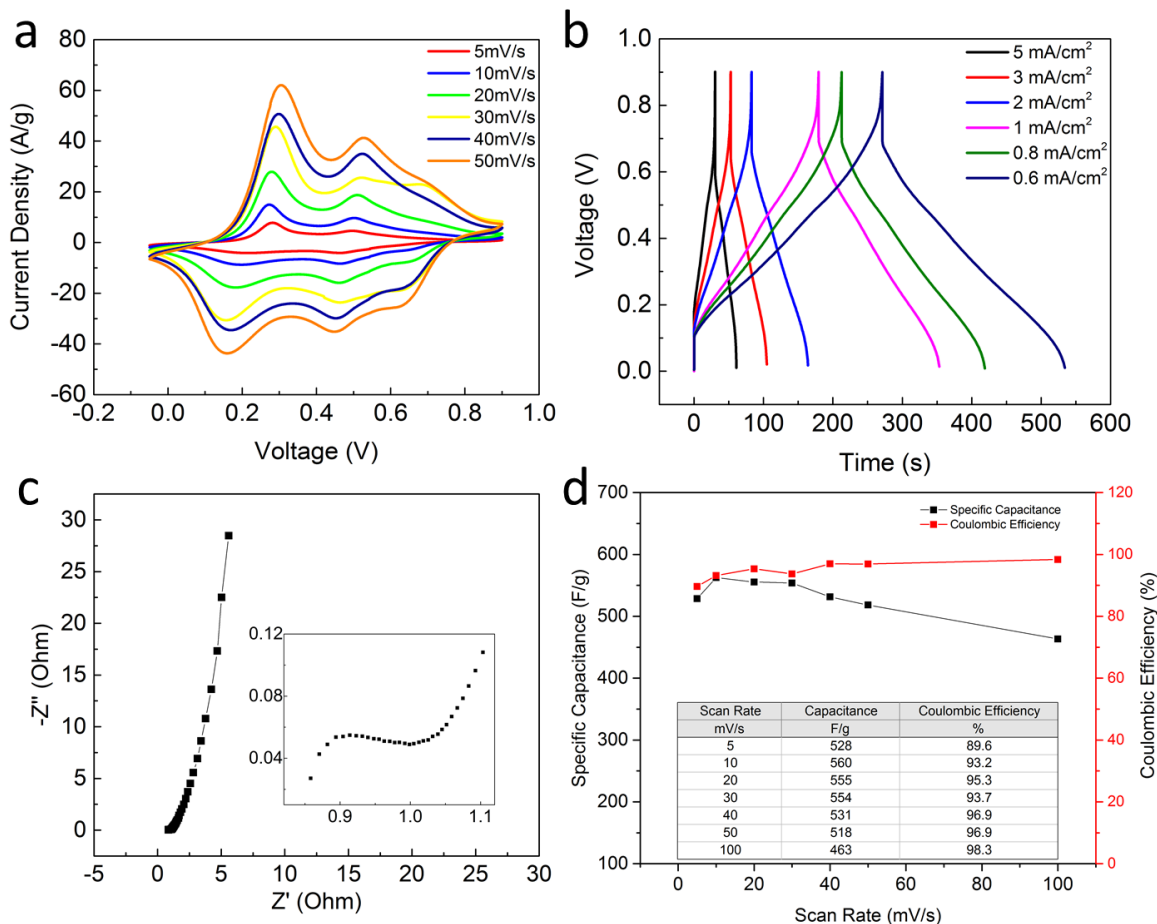 a
80
60
40
20
0
-20
-40
-60
-0.2 0.0 0.2 0.4 0.6 0.8 1.0
Current Density (A/g)
Voltage (V)
5mV/s
10mV/s
20mV/s
30mV/s
40mV/s
50mV/s
b
1.0
0.8
0.6
0.4
0.2
0.0
0 100 200 300 400 500 600
Voltage (V)
Time (s)
5 mA/cm²
3 mA/cm²
2 mA/cm²
1 mA/cm²
0.8 mA/cm²
0.6 mA/cm²
c
30
25
20
15
10
5
0
-5 0 5 10 15 20 25 30
-Z" (Ohm)
Z' (Ohm)
0.12
0.08
0.04
0.9 1.0 1.1
d
700
600
500
400
300
200
100
0 20 40 60 80 100
120
100
80
60
40
20
0
Specific Capacitance (F/g)
Scan Rate (mV/s)
Coulombic Efficiency (%)
Specific Capacitance
Coulombic Efficiency
Scan Rate Capacitance Coulombic Efficiency
mV/s F/g %
5 528 89.6
10 560 93.2
20 555 95.3
30 554 93.7
40 531 96.9
50 518 96.9
100 463 98.3